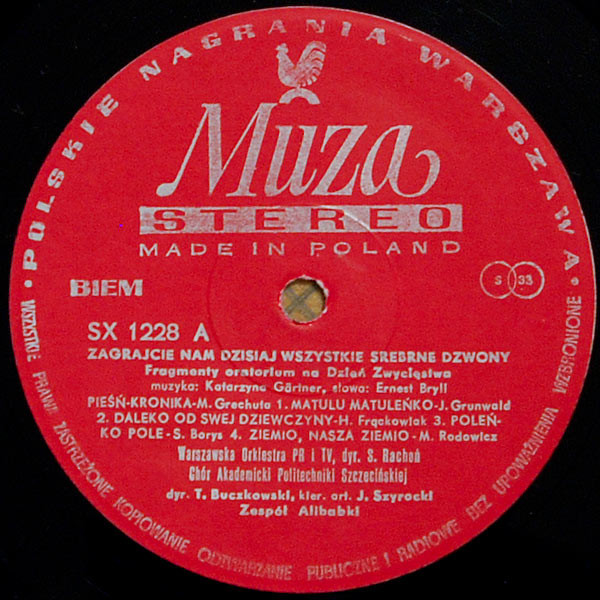 POLSKIE NAGRANIA WARSZAWA
Muza
STEREO
MADE IN POLAND
BIEM
S 33
SX 1228 A
ZAGRAJCIE NAM DZISIAJ WSZYSTKIE SREBRNE DZWONY
Fragmenty oratorium na Dzień Zwycięstwa
muzyka: Katarzyna Gärtner, słowa: Ernest Bryll
PIEŚŃ-KRONIKA-M. Grechuta 1. MATULU MATULEŃKO-J. Grunwald
2. DALEKO OD SWEJ DZIEWCZYNY-H. Frąckowiak 3. POLEŃ-
KO POLE-S. Borys 4. ZIEMIO, NASZA ZIEMIO-M. Rodowicz
Warszawska Orkiestra PR i TV, dyr. S. Rachoń
Chór Akademicki Politechniki Szczecińskiej
dyr. T. Buczkowski, kier. art. J. Szyrocki
Zespół Alibabki
WSZYSTKIE PRAWA ZASTRZEŻONE KOPIOWANIE ODTWARZANIE PUBLICZNE I RADIOWE BEZ UPOWAŻNIENIA WZBRONIONE